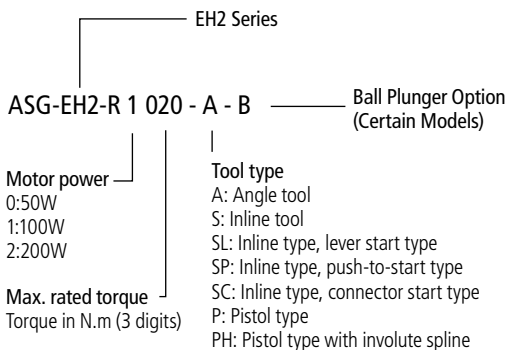 EH2 Series
ASG-EH2-R 1 020 - A - B
Ball Plunger Option
(Certain Models)
Motor power
0:50W
1:100W
2:200W
Max. rated torque
Torque in N.m (3 digits)
Tool type
A: Angle tool
S: Inline tool
SL: Inline type, lever start type
SP: Inline type, push-to-start type
SC: Inline type, connector start type
P: Pistol type
PH: Pistol type with involute spline